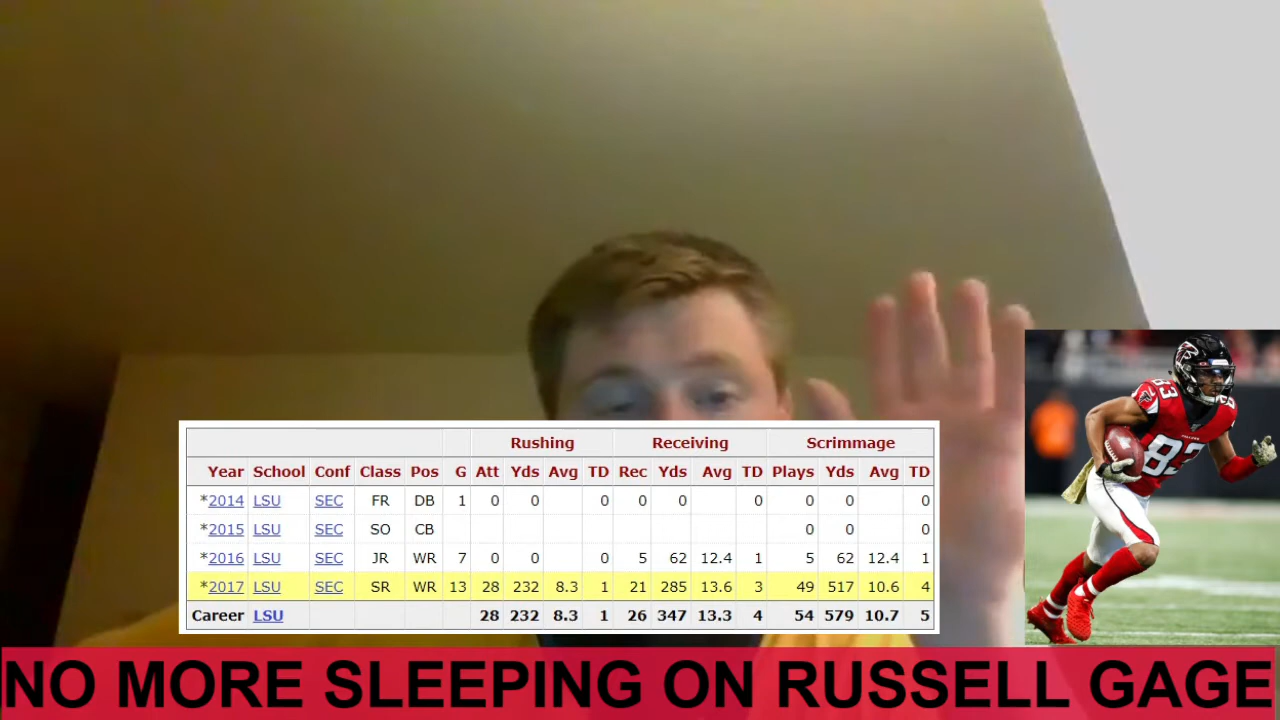 Rushing Receiving Scrimmage
Year School Conf Class Pos G Att Yds Avg TD Rec Yds Avg TD Plays Yds Avg TD
*2014 LSU SEC FR DB 1 0 0 0 0 0 0 0 0 0
*2015 LSU SEC SO CB 0 0 0
*2016 LSU SEC JR WR 7 0 0 0 5 62 12.4 1 5 62 12.4 1
*2017 LSU SEC SR WR 13 28 232 8.3 1 21 285 13.6 3 49 517 10.6 4
Career LSU 28 232 8.3 1 26 347 13.3 4 54 579 10.7 5
83
83
NO MORE SLEEPING ON RUSSELL GAGE